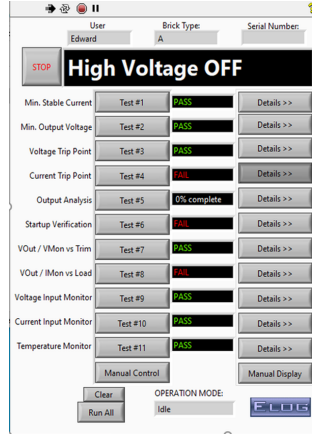 User Brick Type: Serial Number:
Edward A
STOP High Voltage OFF
Min. Stable Current Test #1 PASS Details >>
Min. Output Voltage Test #2 PASS Details >>
Voltage Trip Point Test #3 PASS Details >>
Current Trip Point Test #4 FAIL Details >>
Output Analysis Test #5 0% complete Details >>
Startup Verification Test #6 FAIL Details >>
VOut / VMon vs Trim Test #7 PASS Details >>
VOut / IMon vs Load Test #8 FAIL Details >>
Voltage Input Monitor Test #9 PASS Details >>
Current Input Monitor Test #10 PASS Details >>
Temperature Monitor Test #11 PASS Details >>
Manual Control Manual Display
Clear OPERATION MODE:
Run All Idle ELOG